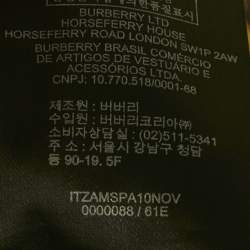 BURBERRY LTD
HORSEFERRY HOUSE
HORSEFERRY ROAD LONDON SW1P 2AW
BURBERRY BRASIL COMÉRCIO
DE ARTIGOS DE VESTUÁRIO E
ACESSÓRIOS LTDA.
CNPJ: 10.770.518/0001-68
제조원 : 버버리
수입원 : 버버리코리아㈜
소비자상담실 : (02)511-5341
주소 : 서울시 강남구 청담
동 90-19. 5F
ITZAMSPA10NOV
0000088 / 61E